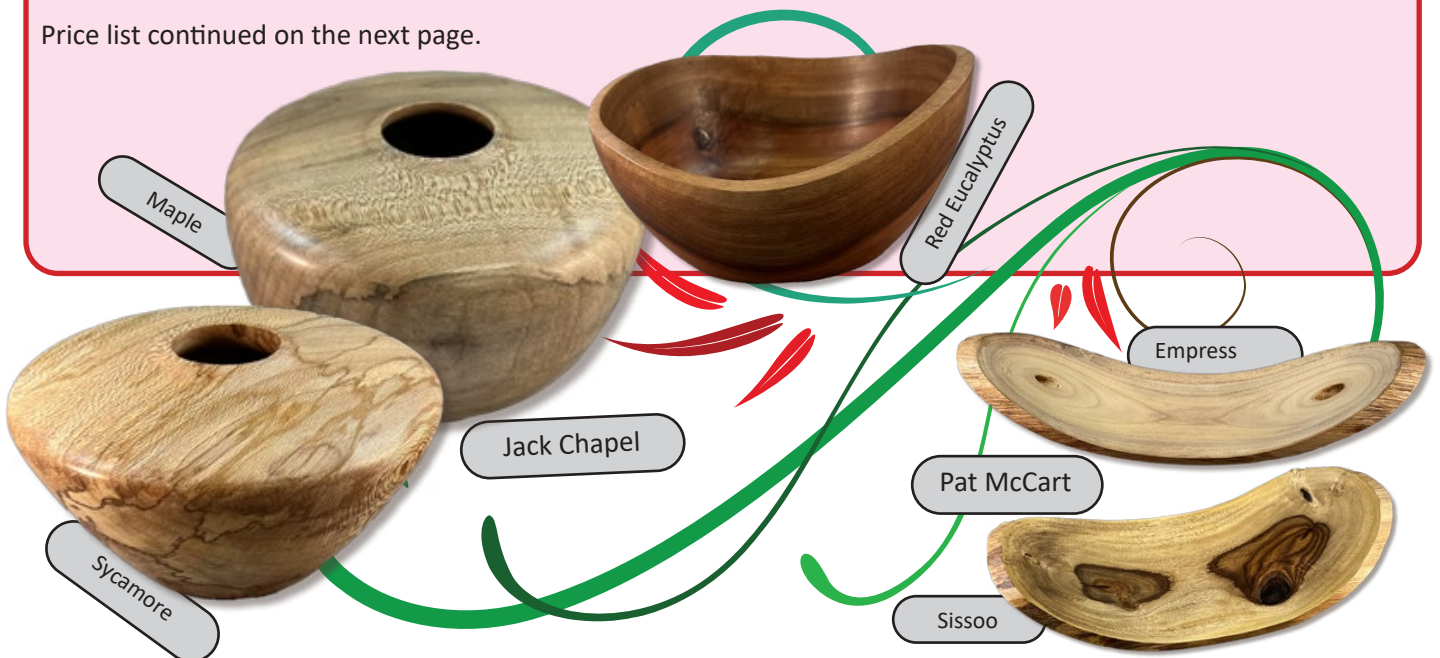 Price list continued on the next page.
Maple
Red Eucalyptus
Empress
Jack Chapel
Pat McCart
Sycamore
Sissoo